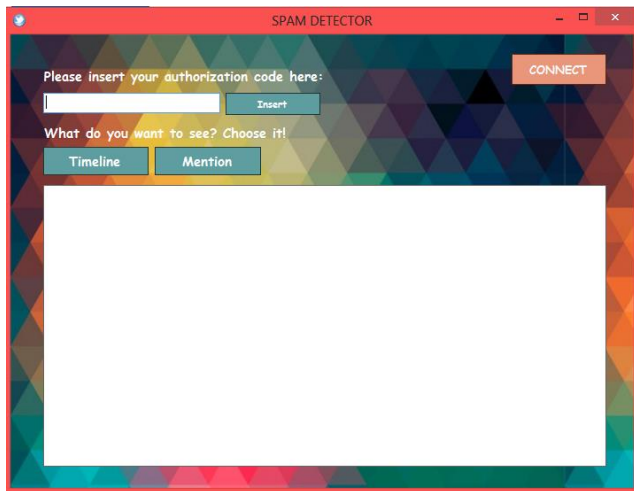 SPAM DETECTOR
CONNECT
Please insert your authorization code here:
Insert
What do you want to see? Choose it!
Timeline Mention